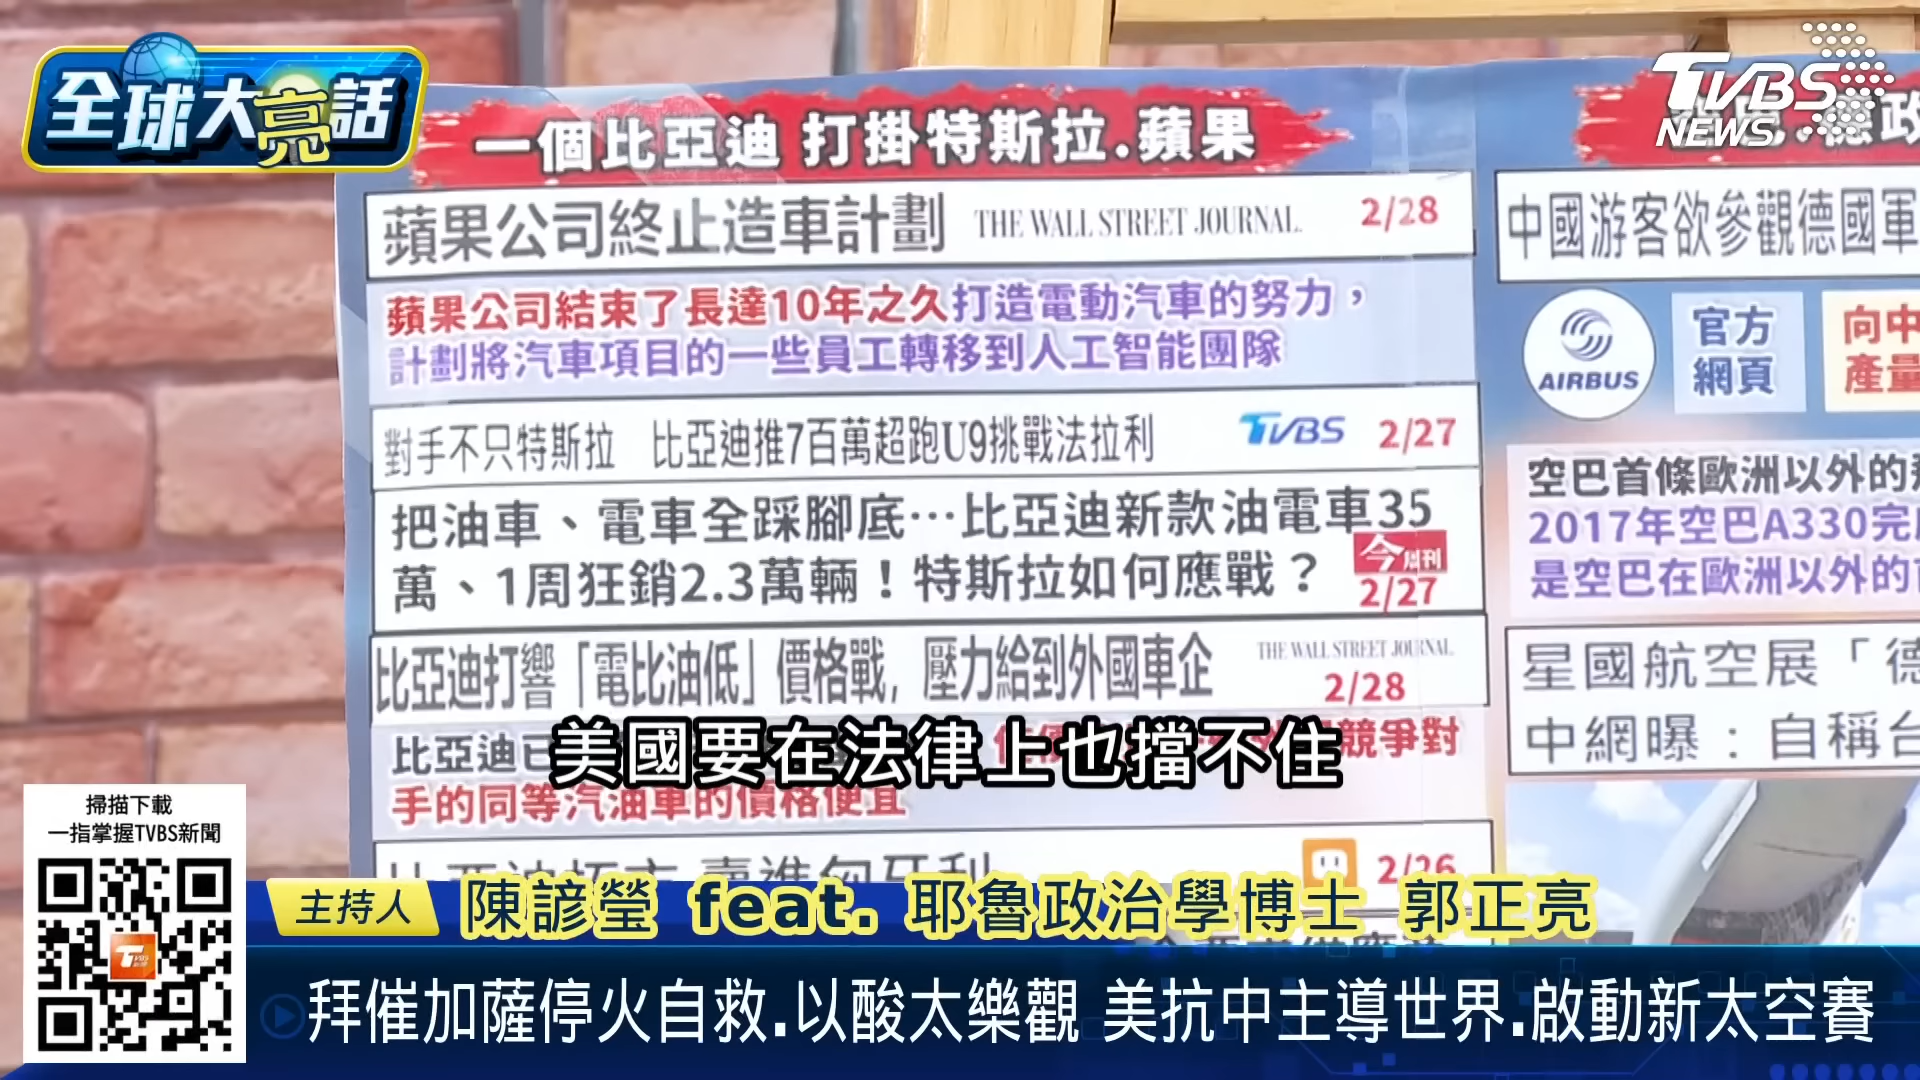 全球大亮話
TVBS
NEWS
一個比亞迪 打掛特斯拉.蘋果
蘋果公司終止造車計劃 THE WALL STREET JOURNAL. 2/28
蘋果公司結束了長達10年之久打造電動汽車的努力，
計劃將汽車項目的一些員工轉移到人工智能團隊
對手不只特斯拉 比亞迪推7百萬超跑U9挑戰法拉利 TVBS 2/27
把油車、電車全踩腳底…比亞迪新款油電車35
萬、1周狂銷2.3萬輛！特斯拉如何應戰？ 今周刊
2/27
比亞迪打響「電比油低」價格戰, 壓力給到外國車企 THE WALL STREET JOURNAL.
2/28
比亞迪已
競爭對
手的同等汽油車的價格便宜
2/26
德政
中國游客欲參觀德國軍
AIRBUS
官方
網頁
向中
產量
空巴首條歐洲以外的
2017年空巴A330完
是空巴在歐洲以外的
星國航空展「德
中網曝：自稱台
美國要在法律上也擋不住
掃描下載
一指掌握TVBS新聞
主持人 陳諺瑩 feat. 耶魯政治學博士 郭正亮
拜催加薩停火自救.以酸太樂觀 美抗中主導世界.啟動新太空賽